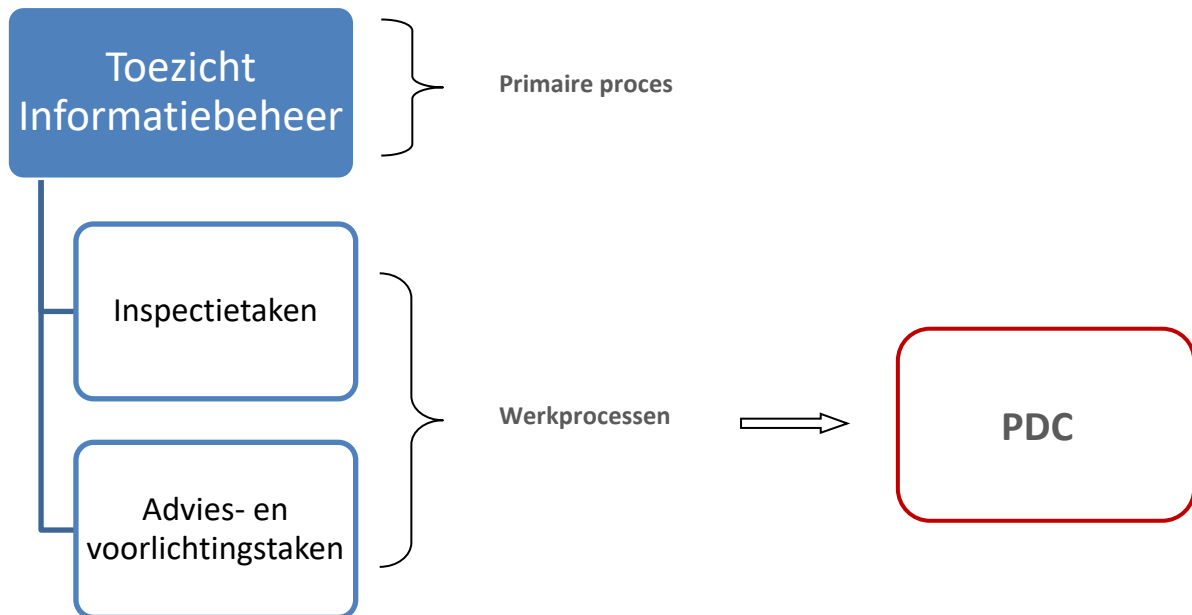 Toezicht
Informatiebeheer
Primaire proces
Inspectietaken
Werkprocessen
PDC
Advies- en
voorlichtingstaken